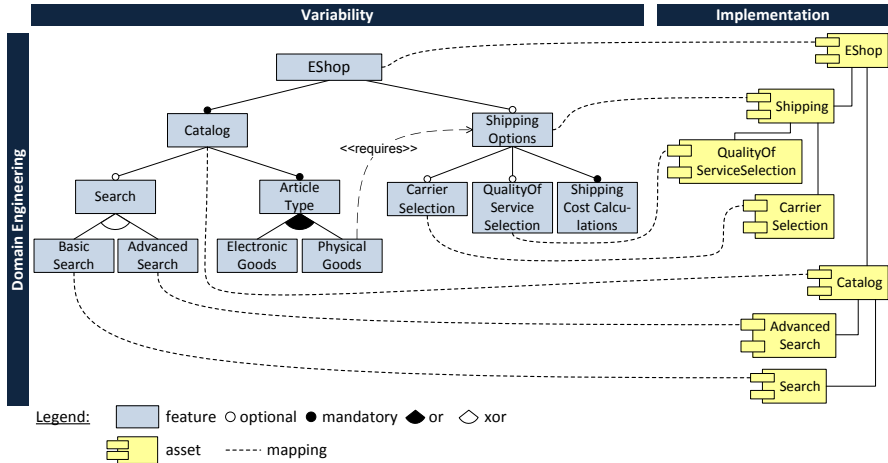 Variability
Implementation
Domain Engineering
EShop
EShop
Catalog
Shipping
Options
<<requires>>
Shipping
QualityOf
ServiceSelection
Search
Article
Type
Carrier
Selection
QualityOf
Service
Selection
Shipping
Cost Calcu-
lations
Carrier
Selection
Basic
Search
Advanced
Search
Electronic
Goods
Physical
Goods
Catalog
Advanced
Search
Search
Legend:
feature
optional
mandatory
or
xor
asset
mapping